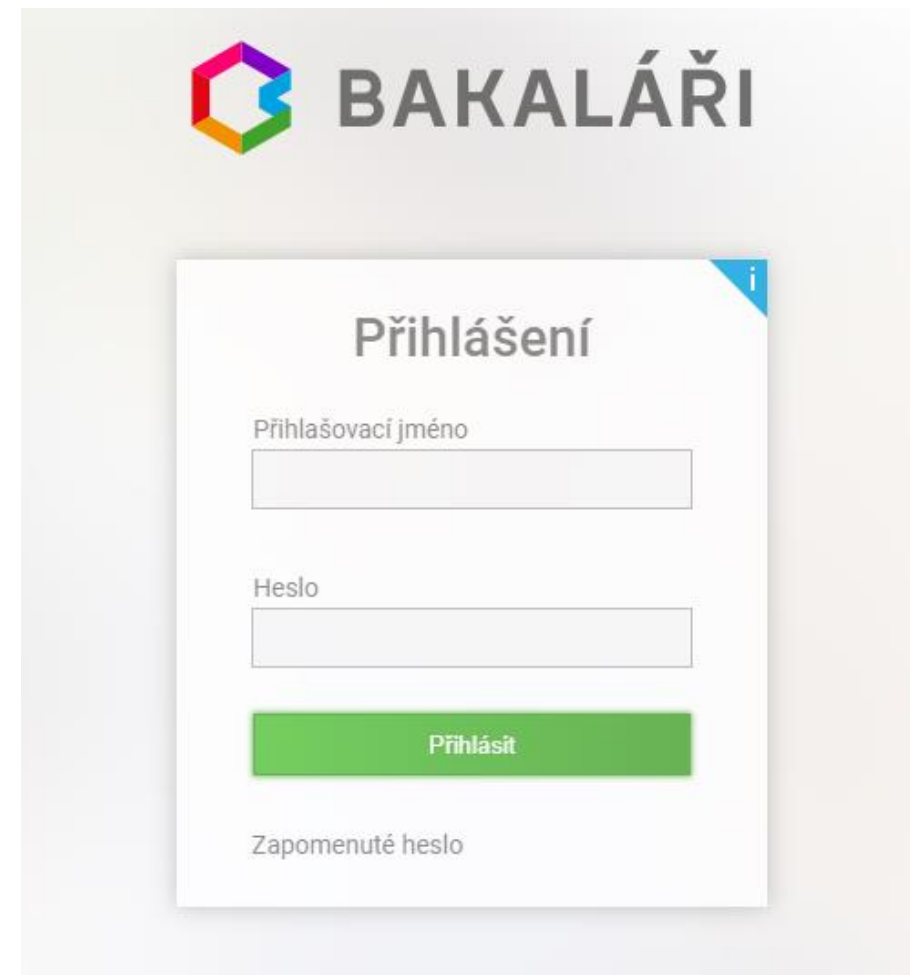 BAKALÁŘI
i
Přihlášení
Přihlašovací jméno
Heslo
Přihlásit
Zapomenuté heslo